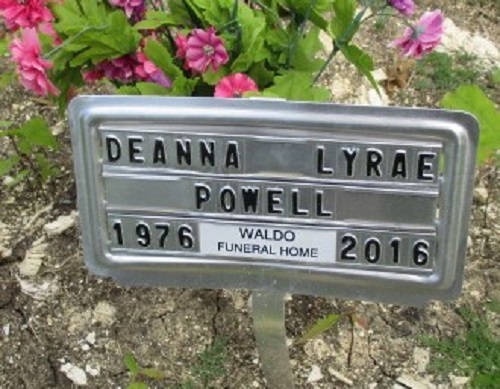 DEANNA LYRAE
POWELL
1976 WALDO 2016
FUNERAL HOME